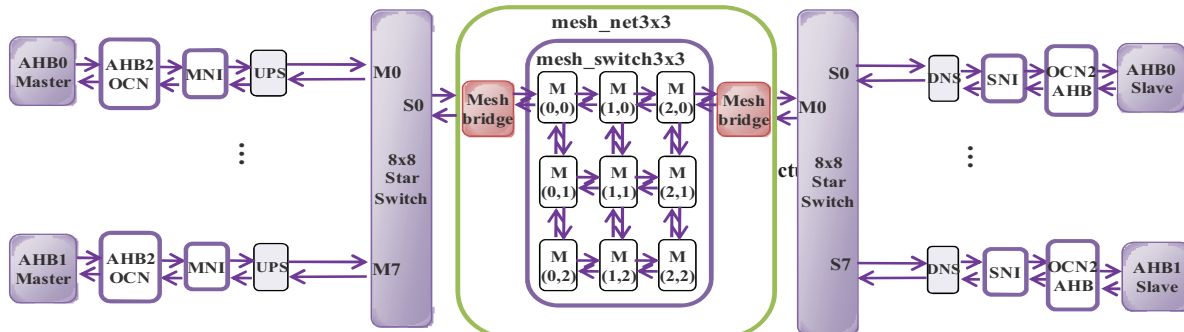 mesh_net3x3
mesh_switch3x3
AHB0
Master
AHB2
OCN
MNI
UPS
M0
S0
8x8
Star
Switch
M7
AHB1
Master
AHB2
OCN
MNI
UPS
...
Mesh
bridge
M
(0,0)
M
(1,0)
M
(2,0)
M
(0,1)
M
(1,1)
M
(2,1)
M
(0,2)
M
(1,2)
M
(2,2)
Mesh
bridge
S0
M0
8x8
Star
Switch
S7
DNS
SNI
OCN2
AHB
AHB0
Slave
...
DNS
SNI
OCN2
AHB
AHB1
Slave